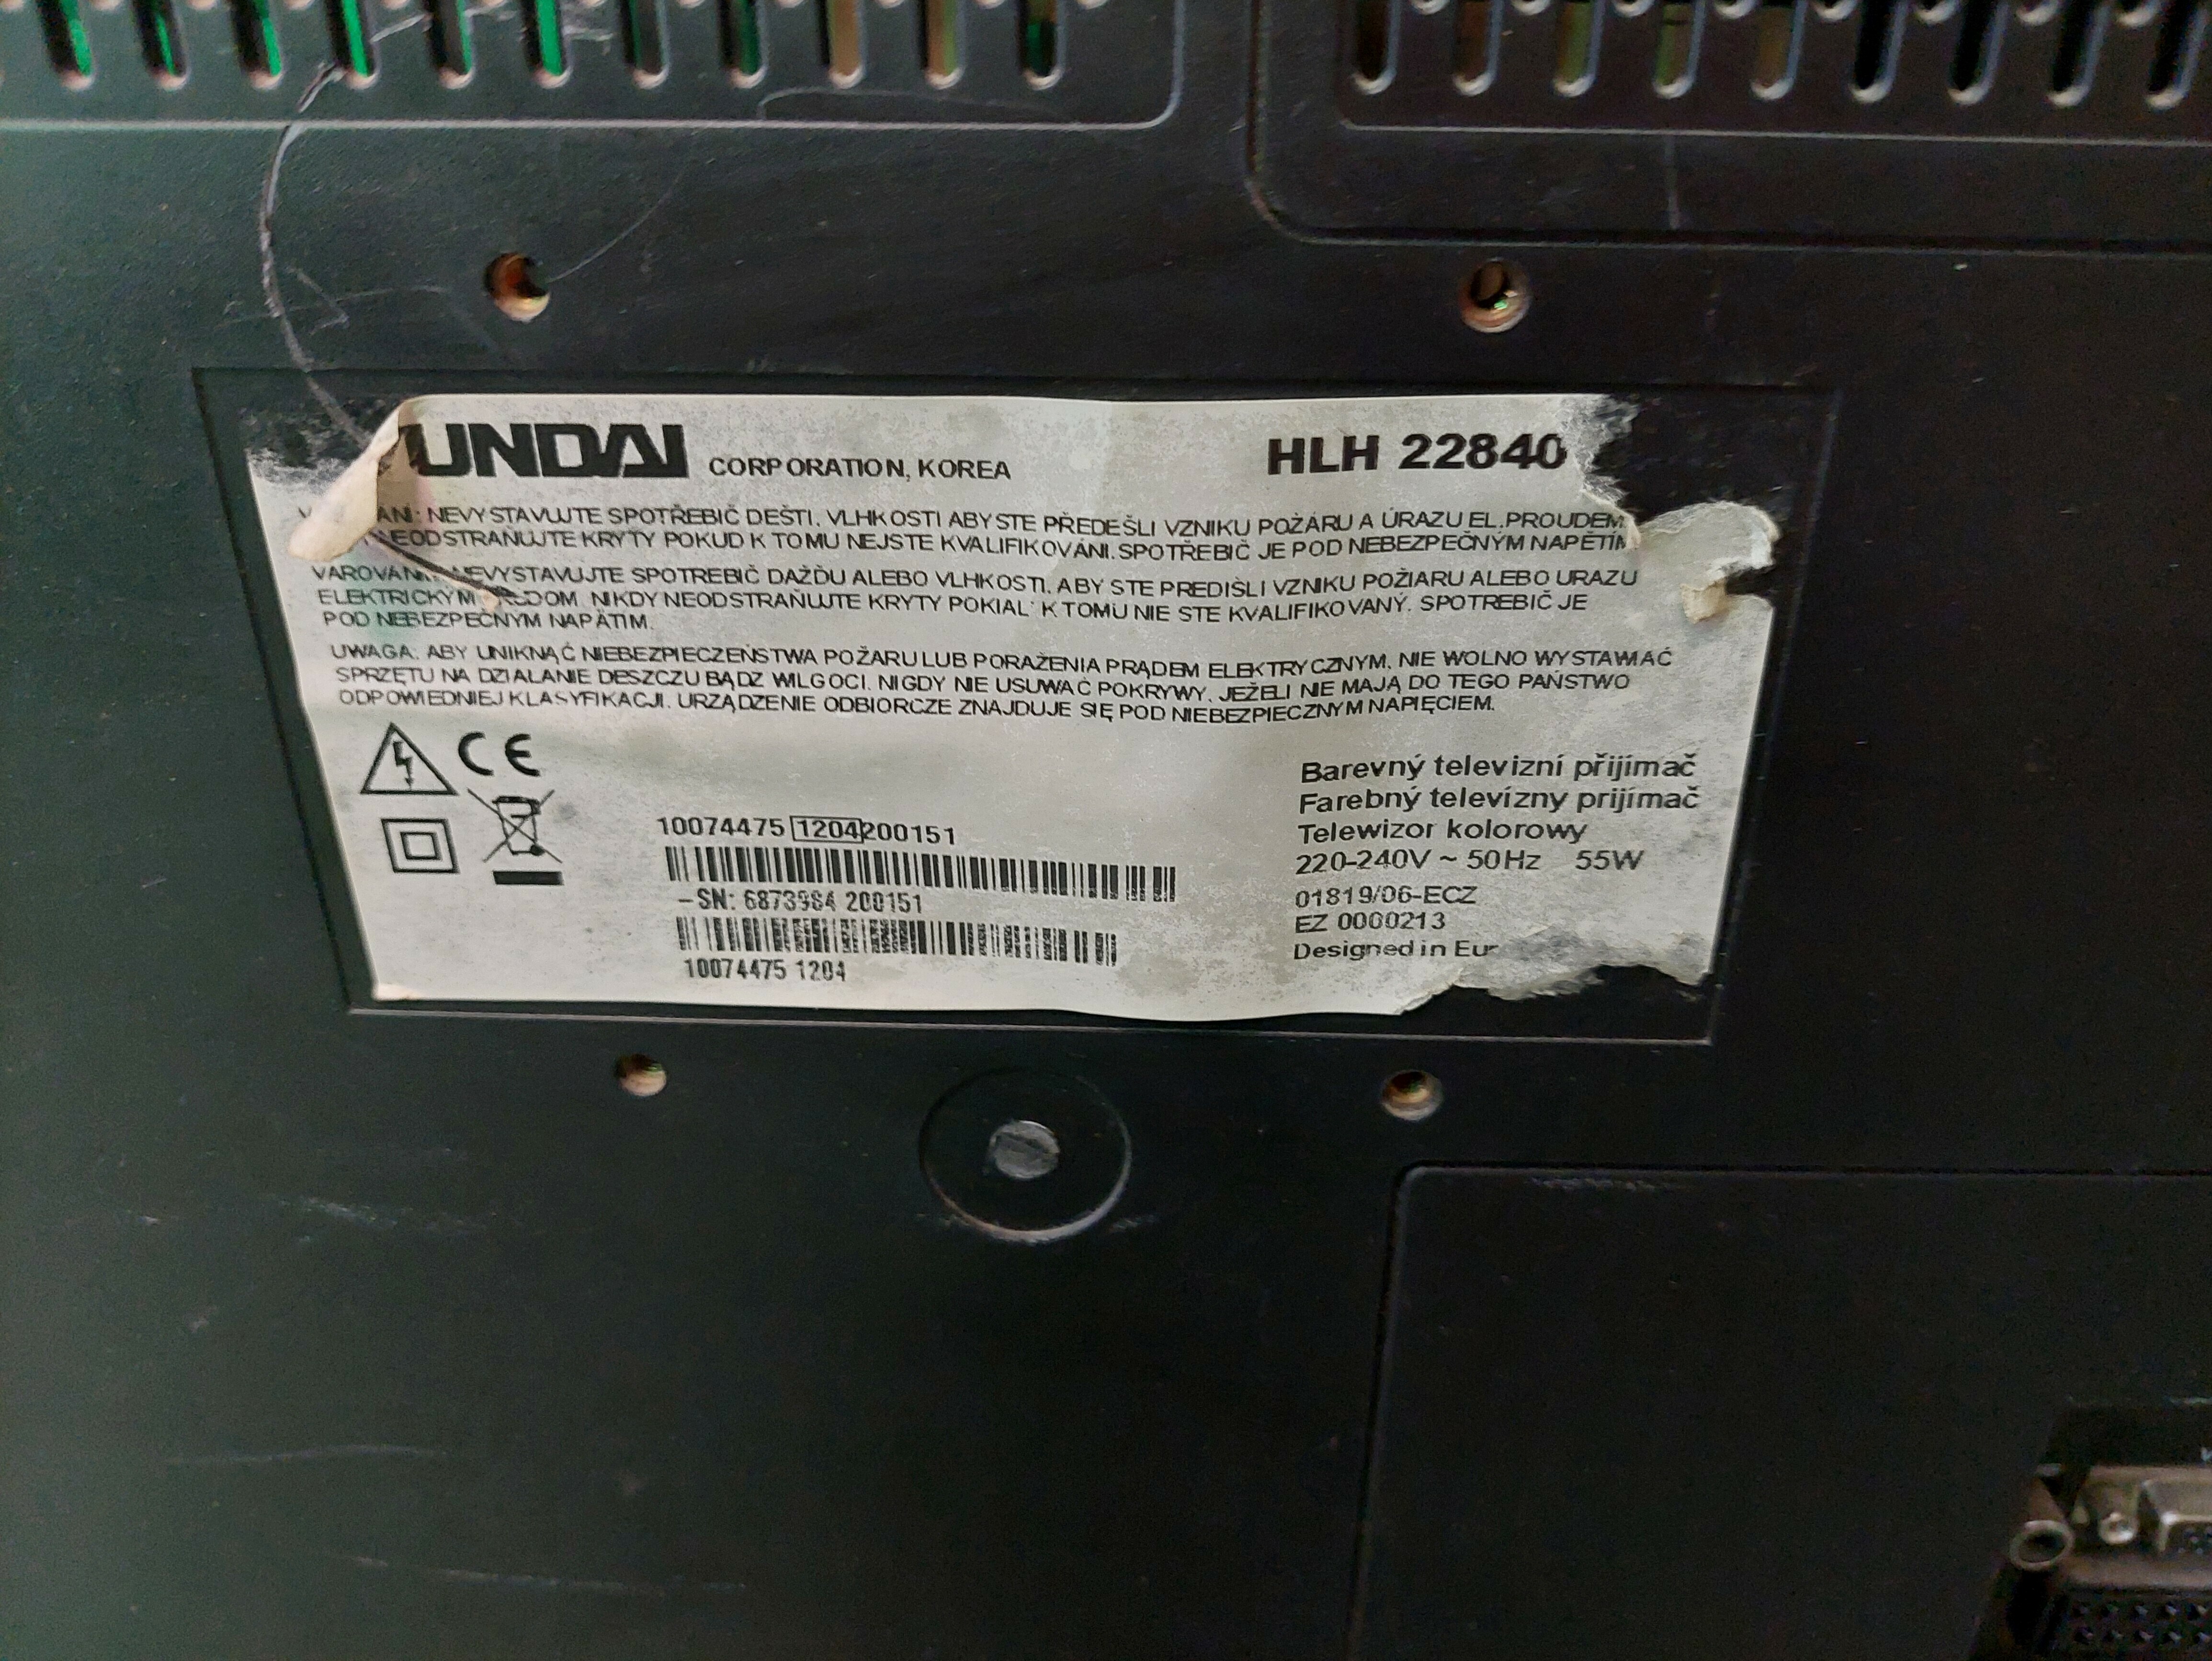 UNDAI CORPORATION, KOREA HLH 22840
NEVYSTAVUJTE SPOTŘEBIČ DEŠTI, VLHKOSTI ABYSTE PŘEDEŠLI VZNIKU POŽÁRU A ÚRAZU EL.PROUDEM
NEODSTRAŇUJTE KRYTY POKUD K TOMU NEJSTE KVALIFIKOVÁNI. SPOTŘEBIČ JE POD NEBEZPEČNÝM NAPĚTÍM
NEVYSTAVUJTE SPOTREBIČ DAŽĎU ALEBO VLHKOSTI, ABY STE PREDIŠLI VZNIKU POŽIARU ALEBO URAZU
ELEKTRICKÝM NIKDY NEODSTRAŇUJTE KRYTY POKIAĽ K TOMU NIE STE KVALIFIKOVANÝ. SPOTREBIČ JE
POD NEBEZPEČNÝM NAPÄTIM.
UWAGA: ABY UNIKNĄĆ NIEBEZPIECZEŃSTWA POŻARU LUB PORAŻENIA PRĄDEM ELEKTRYCZNYM, NIE WOLNO WYSTAWIAĆ
SPRZĘTU NA DZIAŁANIE DESZCZU BĄDZ WILGOCI. NIGDY NIE USUWAĆ POKRYWY, JEŻELI NIE MAJĄ DO TEGO PAŃSTWO
ODPOWIEDNIEJ KLASYFIKACJI. URZĄDZENIE ODBIORCZE ZNAJDUJE SIĘ POD NIEBEZPIECZNYM NAPIĘCIEM.
CE
10074475 1204 200151
-SN: 6873984 200151
10074475 1204
Barevný televizní přijímač
Farebný televízny prijímač
Telewizor kolorowy
220-240V ~ 50Hz 55W
01819/06-ECZ
EZ 0000213
Designed in Eur